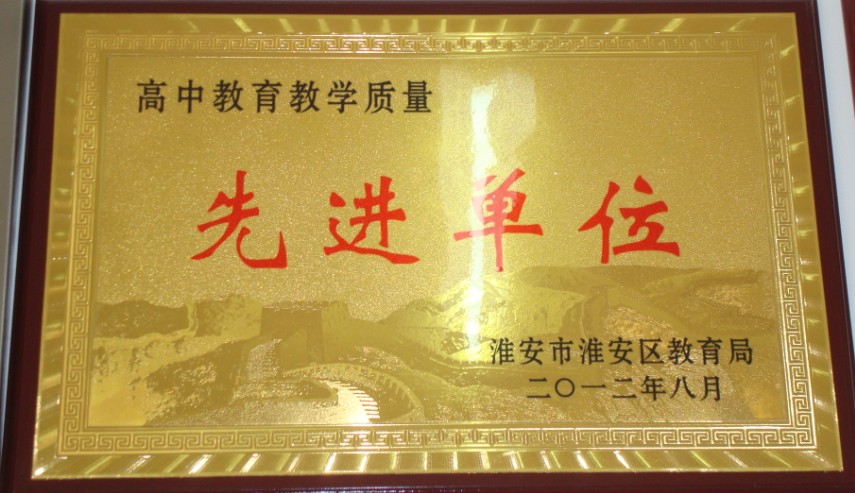 高中教育教学质量
先进单位
淮安市淮安区教育局
二〇一二年八月